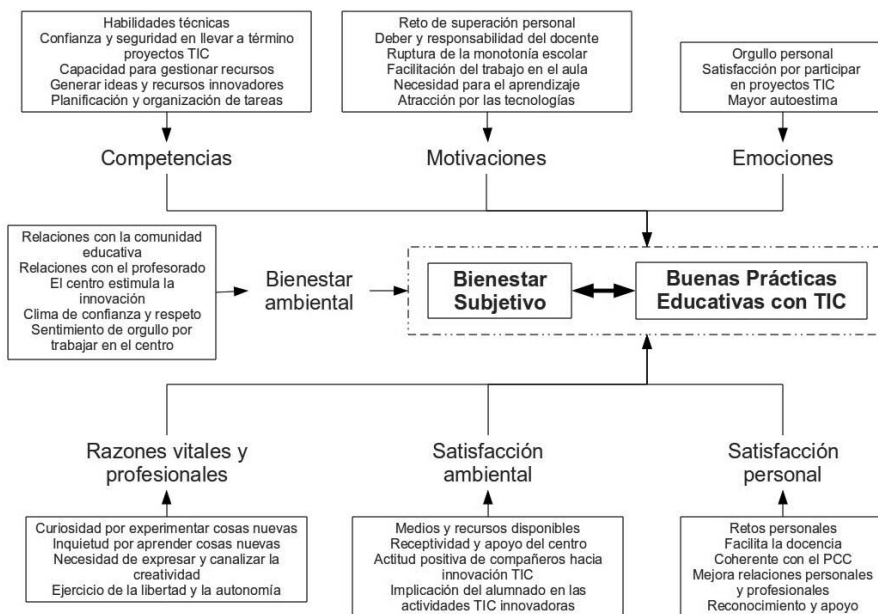 Habilidades técnicas
Confianza y seguridad en llevar a término
proyectos TIC
Capacidad para gestionar recursos
Generar ideas y recursos innovadores
Planificación y organización de tareas
Reto de superación personal
Deber y responsabilidad del docente
Ruptura de la monotonía escolar
Facilitación del trabajo en el aula
Necesidad para el aprendizaje
Atracción por las tecnologías
Orgullo personal
Satisfacción por participar
en proyectos TIC
Mayor autoestima
Competencias
Motivaciones
Emociones
Relaciones con la comunidad
educativa
Relaciones con el profesorado
El centro estimula la
innovación
Clima de confianza y respeto
Sentimiento de orgullo por
trabajar en el centro
Bienestar
ambiental
Bienestar
Subjetivo
Buenas Prácticas
Educativas con TIC
Razones vitales y
profesionales
Satisfacción
ambiental
Satisfacción
personal
Curiosidad por experimentar cosas nuevas
Inquietud por aprender cosas nuevas
Necesidad de expresar y canalizar la
creatividad
Ejercicio de la libertad y la autonomía
Medios y recursos disponibles
Receptividad y apoyo del centro
Actitud positiva de compañeros hacia
innovación TIC
Implicación del alumnado en las
actividades TIC innovadoras
Retos personales
Facilita la docencia
Coherente con el PCC
Mejora relaciones personales
y profesionales
Reconocimiento y apoyo